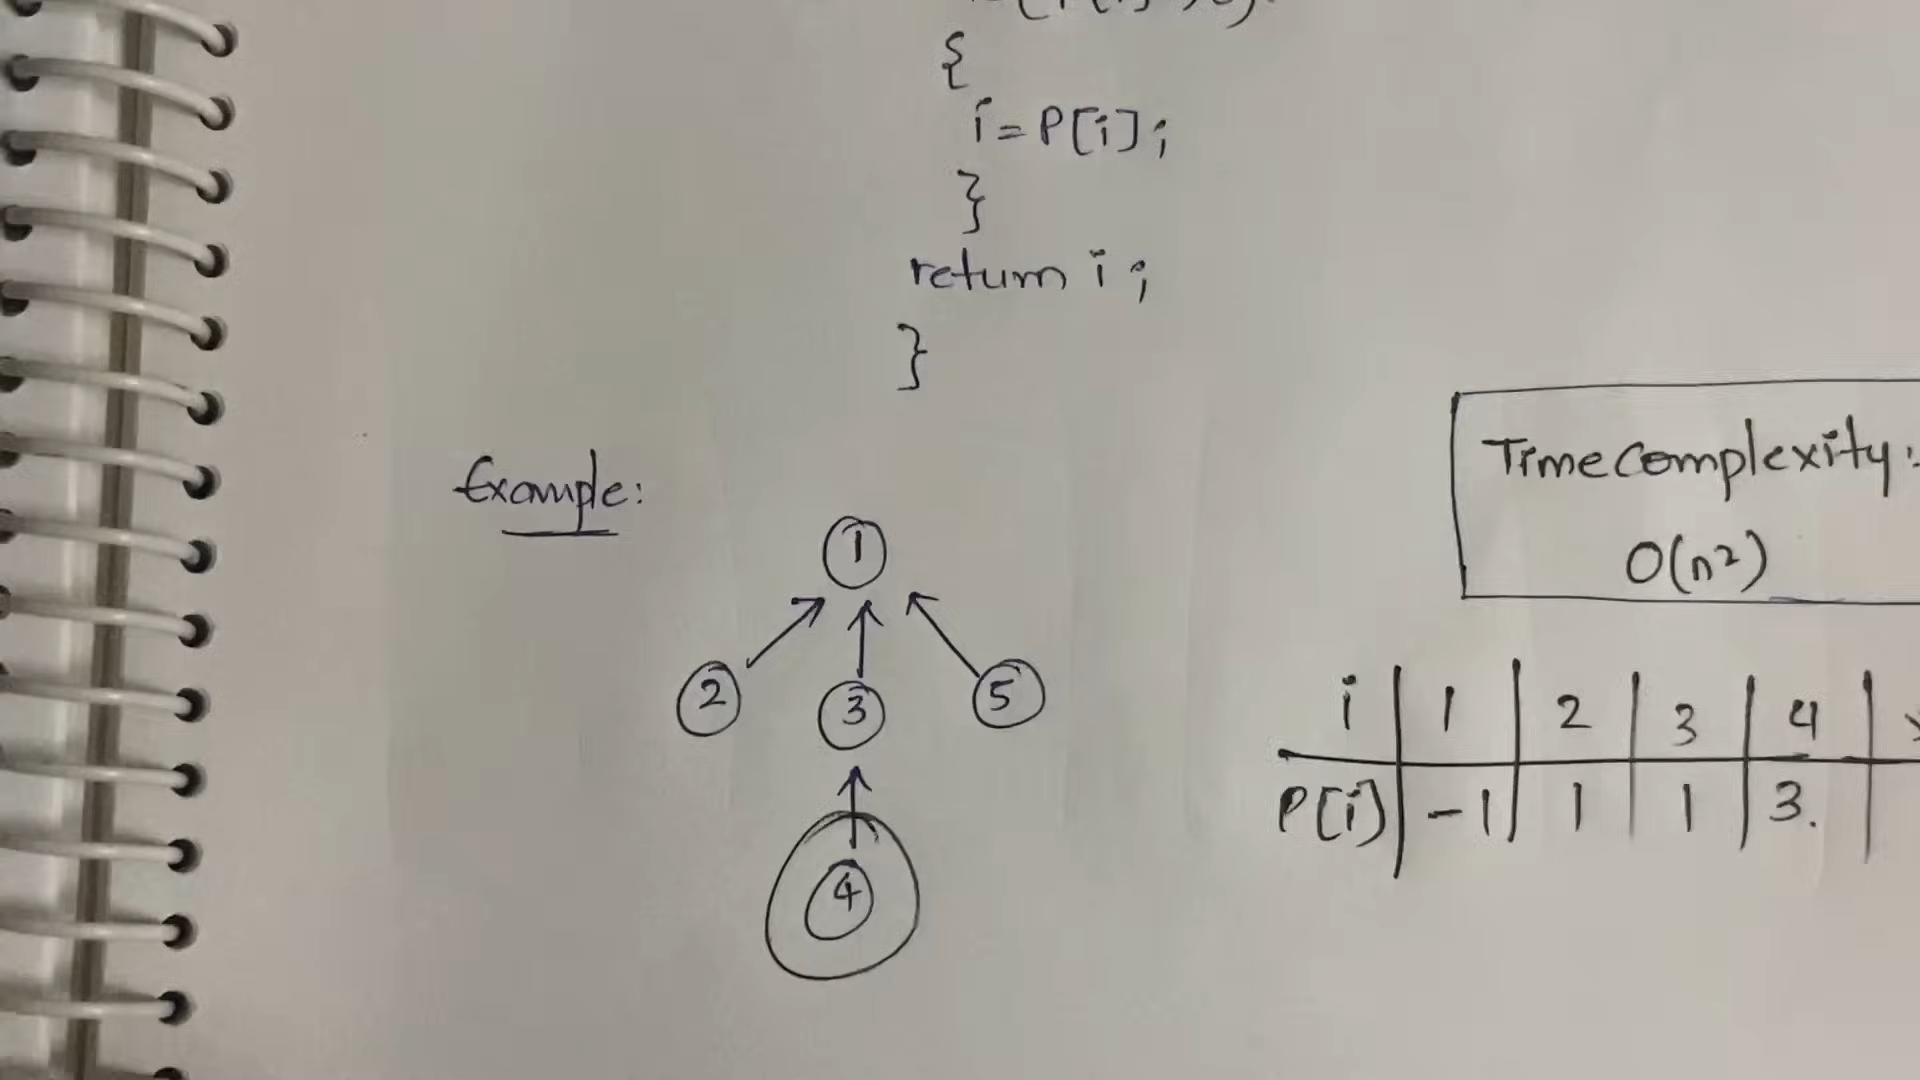 {
i = P[i];
}
return i;
}
Example:
1
2 3 5
4
Time complexity:
O(n²)
i 1 2 3 4
P[i] -1 1 1 3.